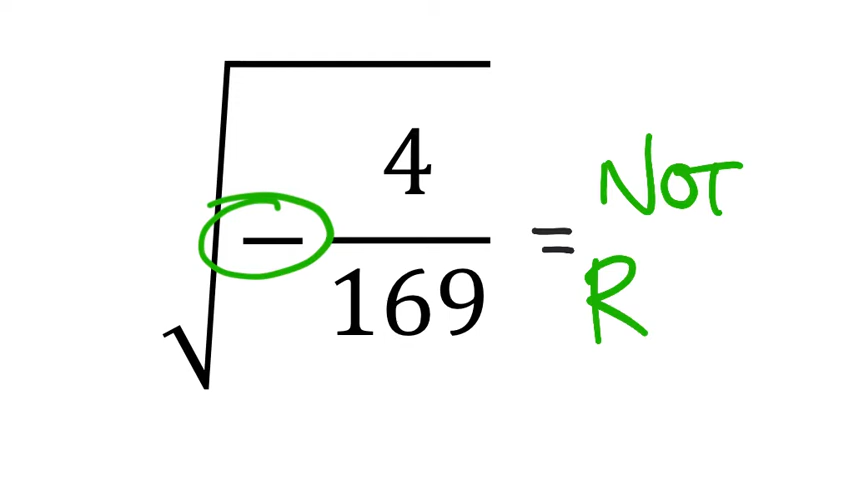 √(-4/169) = NOT
R